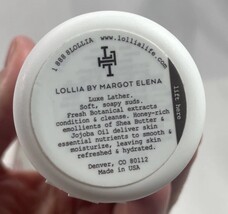 1 888 8LOLLIA www.lollialife.com
LOLLIA BY MARGOT ELENA
Luxe Lather.
Soft, soapy suds.
Fresh Botanical extracts
condition & cleanse. Honey-rich
emollients of Shea Butter &
Jojoba Oil deliver skin
essential nutrients to smooth &
moisturise, leaving skin
refreshed & hydrated.
Denver, CO 80112
Made in USA
lift here